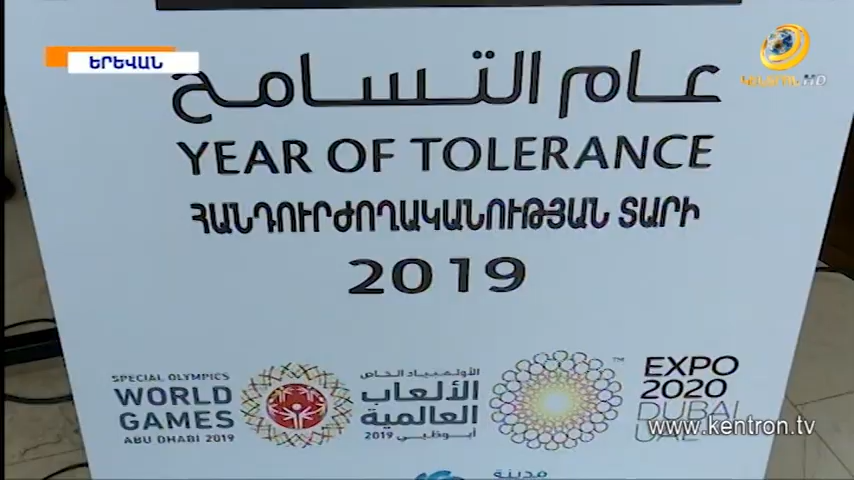 ԵՐԵՎԱՆ
عام التسامح
YEAR OF TOLERANCE
ՀԱՆԴՈՒՐԺՈՂԱԿԱՆՈՒԹՅԱՆ ՏԱՐԻ
2019
SPECIAL OLYMPICS
WORLD
GAMES
ABU DHABI 2019
الأولمبياد الخاص
الألعاب
العالمية
أبوظبي 2019
EXPO
2020
DUBAI
UAE
www.kentron.tv
مدينة